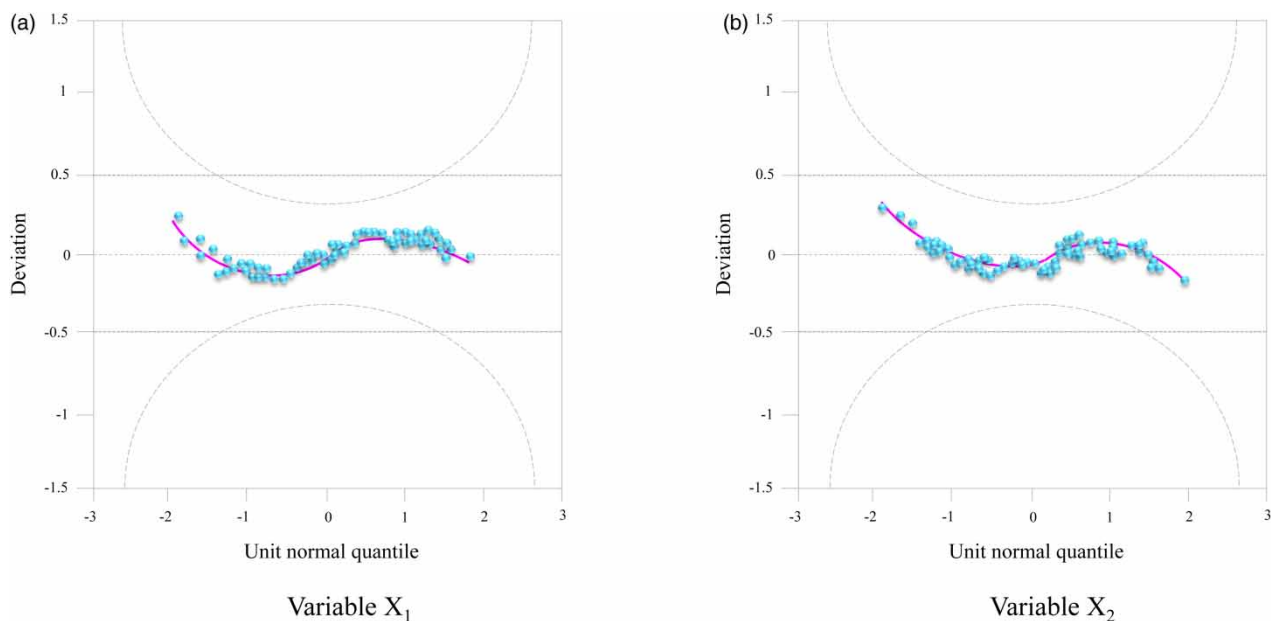 (a)
1.5
1
0.5
0
-0.5
-1
-1.5
Deviation
-3 -2 -1 0 1 2 3
Unit normal quantile
Variable X1
(b)
1.5
1
0.5
0
-0.5
-1
-1.5
Deviation
-3 -2 -1 0 1 2 3
Unit normal quantile
Variable X2